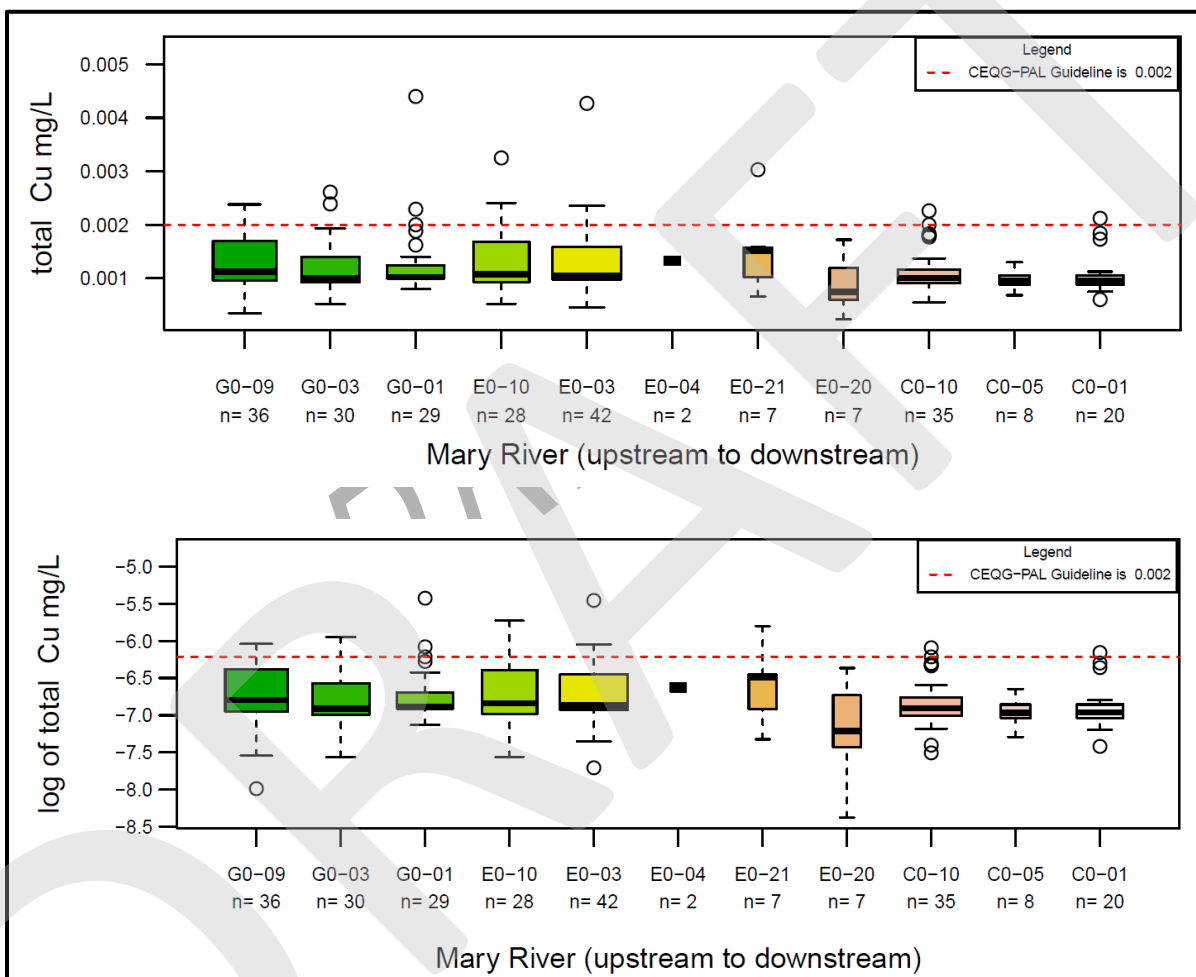 Legend
CEQG-PAL Guideline is 0.002
total Cu mg/L
0.005
0.004
0.003
0.002
0.001
G0-09 G0-03 G0-01 E0-10 E0-03 E0-04 E0-21 E0-20 C0-10 C0-05 C0-01
n= 36 n= 30 n= 29 n= 28 n= 42 n= 2 n= 7 n= 7 n= 35 n= 8 n= 20
Mary River (upstream to downstream)
Legend
CEQG-PAL Guideline is 0.002
log of total Cu mg/L
-5.0
-5.5
-6.0
-6.5
-7.0
-7.5
-8.0
-8.5
G0-09 G0-03 G0-01 E0-10 E0-03 E0-04 E0-21 E0-20 C0-10 C0-05 C0-01
n= 36 n= 30 n= 29 n= 28 n= 42 n= 2 n= 7 n= 7 n= 35 n= 8 n= 20
Mary River (upstream to downstream)
DRAFT